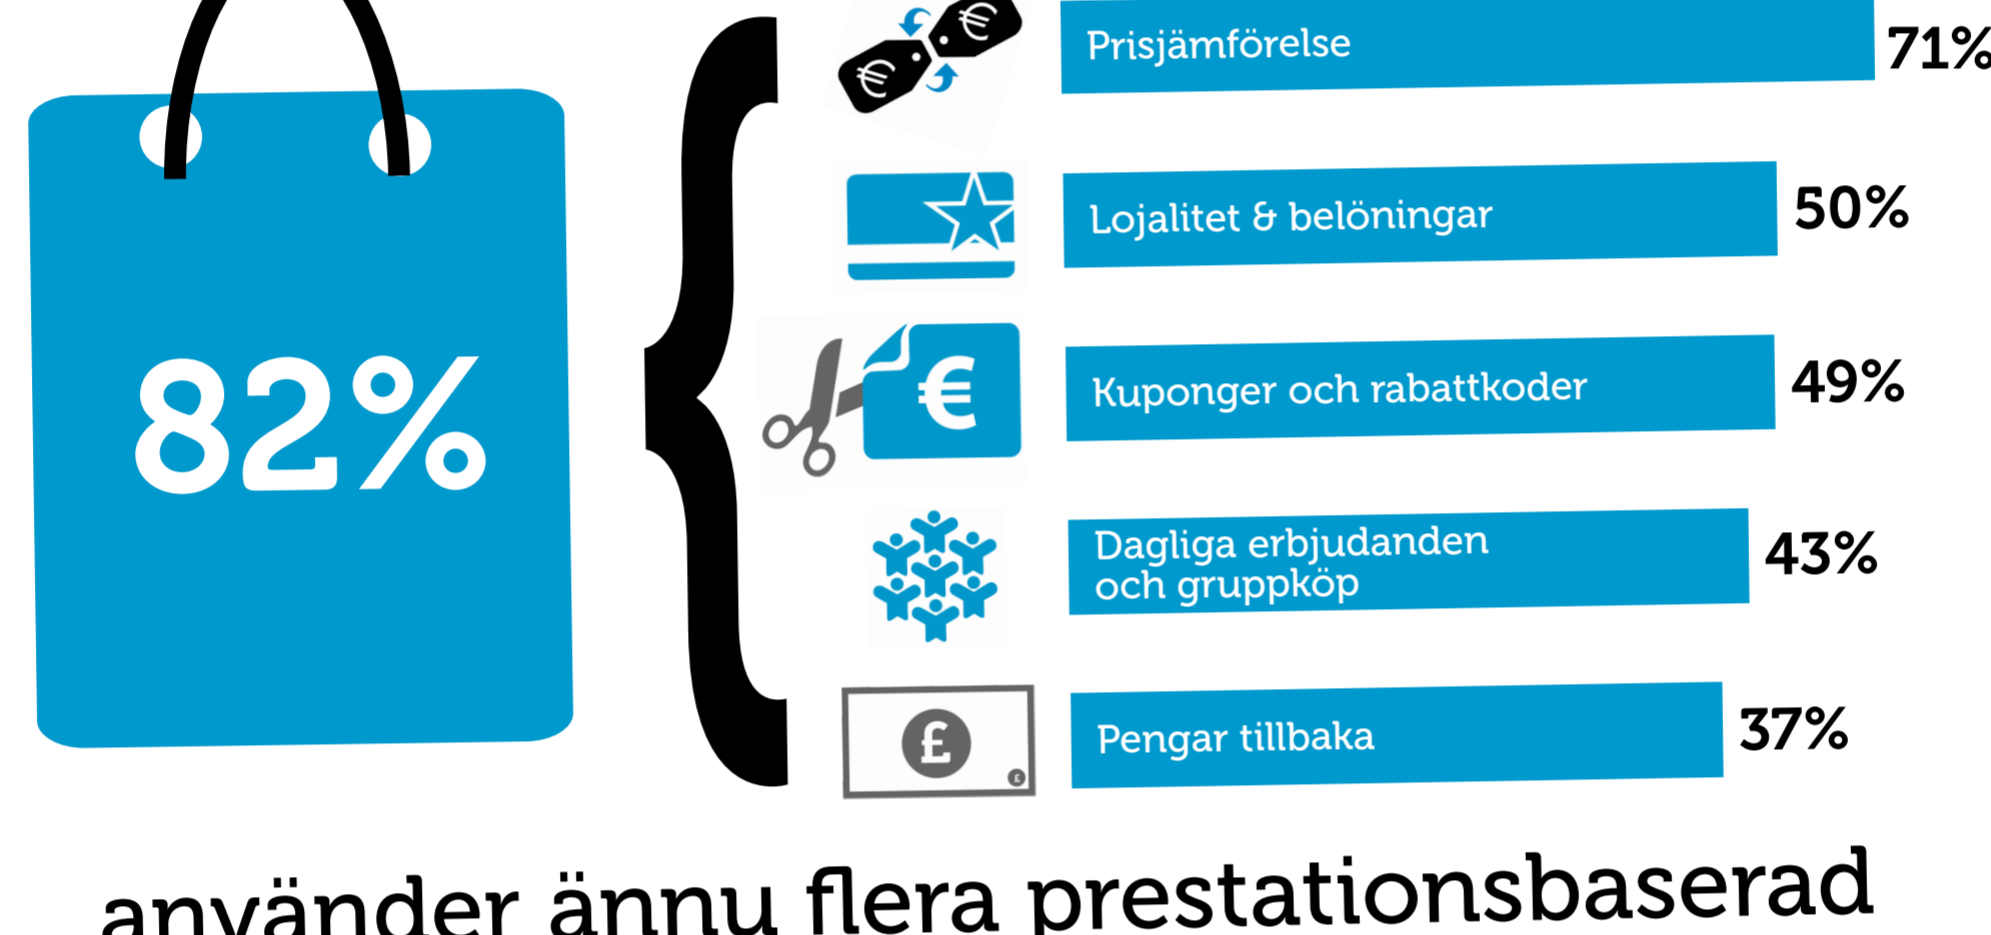 82%
Prisjämförelse
71%
Lojalitet & belöningar
50%
Kuponger och rabattkoder
49%
Dagliga erbjudanden
och gruppköp
43%
Pengar tillbaka
37%
använder ännu flera prestationsbaserad